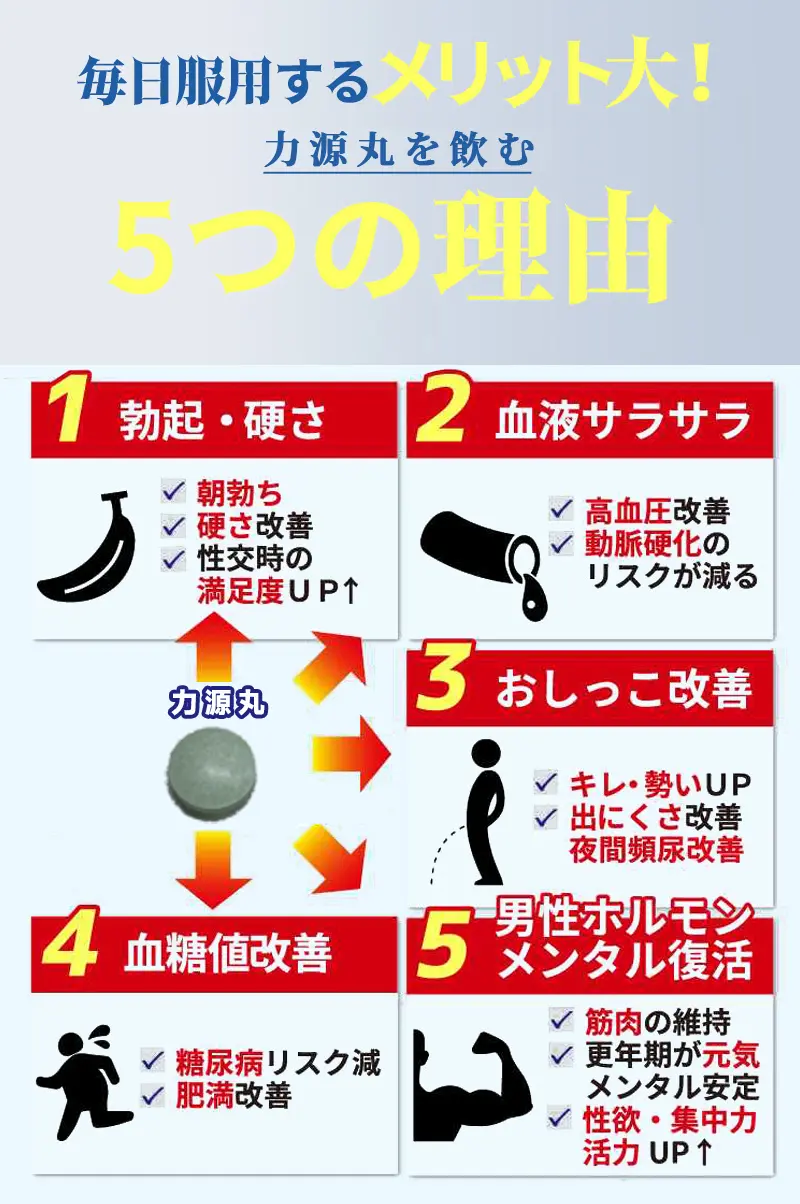 毎日服用するメリット大!
力源丸を飲む
5つの理由
1 勃起・硬さ
朝勃ち
硬さ改善
性交時の
満足度UP↑
2 血液サラサラ
高血圧改善
動脈硬化の
リスクが減る
力源丸
3 おしっこ改善
キレ・勢いUP
出にくさ改善
夜間頻尿改善
4 血糖値改善
糖尿病リスク減
肥満改善
5 男性ホルモン
メンタル復活
筋肉の維持
更年期が元気
メンタル安定
性欲・集中力
活力 UP↑